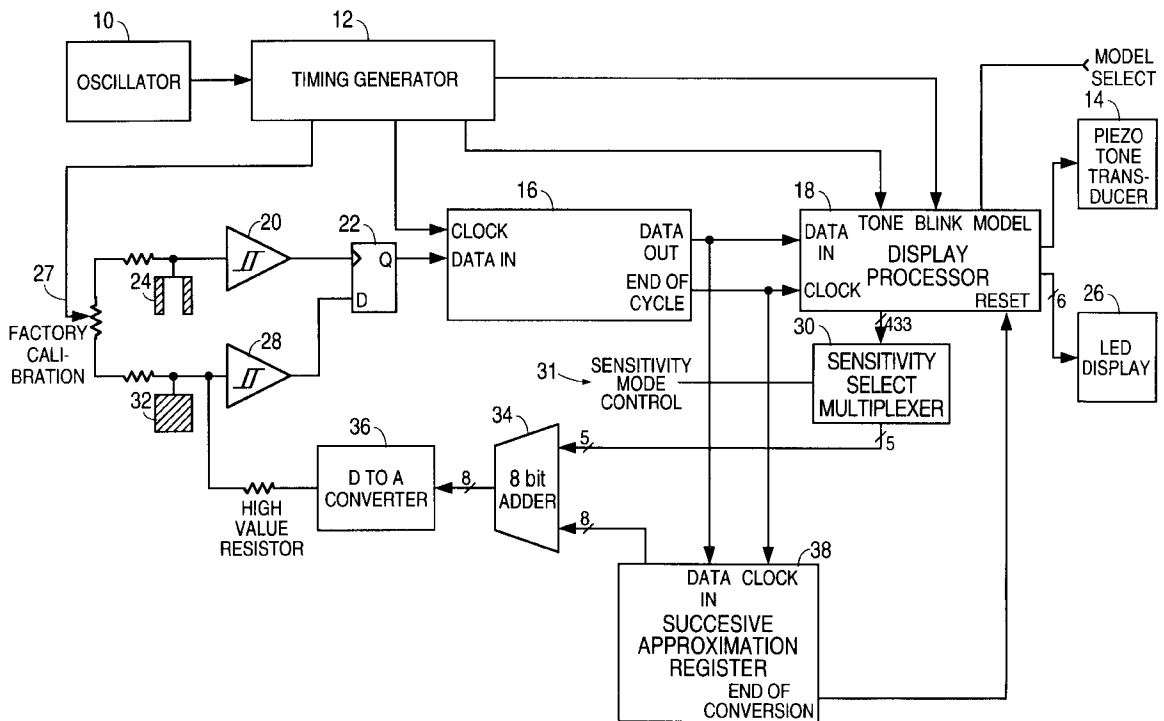 10
OSCILLATOR
12
TIMING GENERATOR
MODEL
SELECT
14
PIEZO
TONE
TRANS-
DUCER
16
CLOCK
DATA IN
DATA
OUT
END OF
CYCLE
18
TONE BLINK MODEL
DATA
IN
DISPLAY
PROCESSOR
CLOCK
RESET
20
22
Q
D
24
27
FACTORY
CALI-
BRATION
28
32
6
26
LED
DISPLAY
433
30
SENSITIVITY
SELECT
MULTIPLEXER
31
SENSITIVITY
MODE
CONTROL
5
34
5
8 bit
ADDER
8
8
36
D TO A
CONVERTER
HIGH
VALUE
RESISTOR
38
DATA CLOCK
IN
SUCCESIVE
APPROXIMATION
REGISTER
END OF
CONVERSION